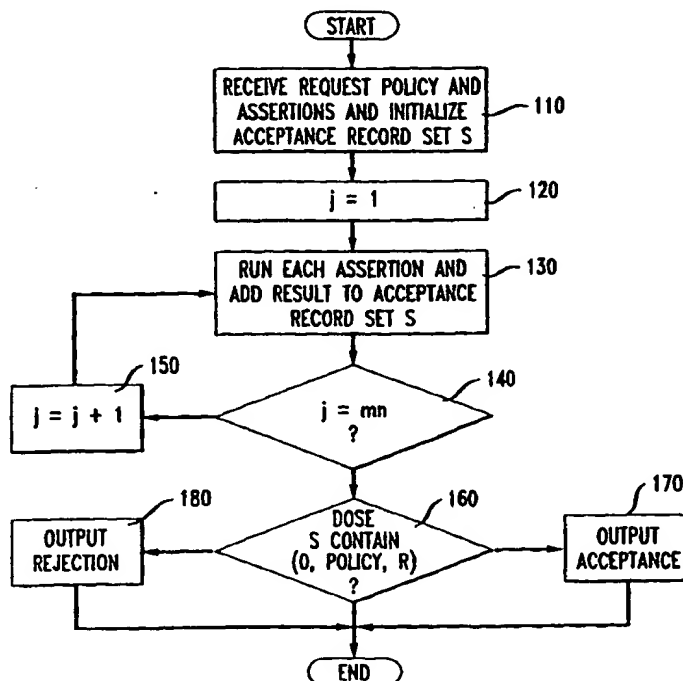 START
RECEIVE REQUEST POLICY AND
ASSERTIONS AND INITIALIZE
ACCEPTANCE RECORD SET S
110
j = 1
120
RUN EACH ASSERTION AND
ADD RESULT TO ACCEPTANCE
RECORD SET S
130
150
j = j + 1
140
j = mn
?
180
OUTPUT
REJECTION
160
DOSE
S CONTAIN
(0, POLICY, R)
?
170
OUTPUT
ACCEPTANCE
END